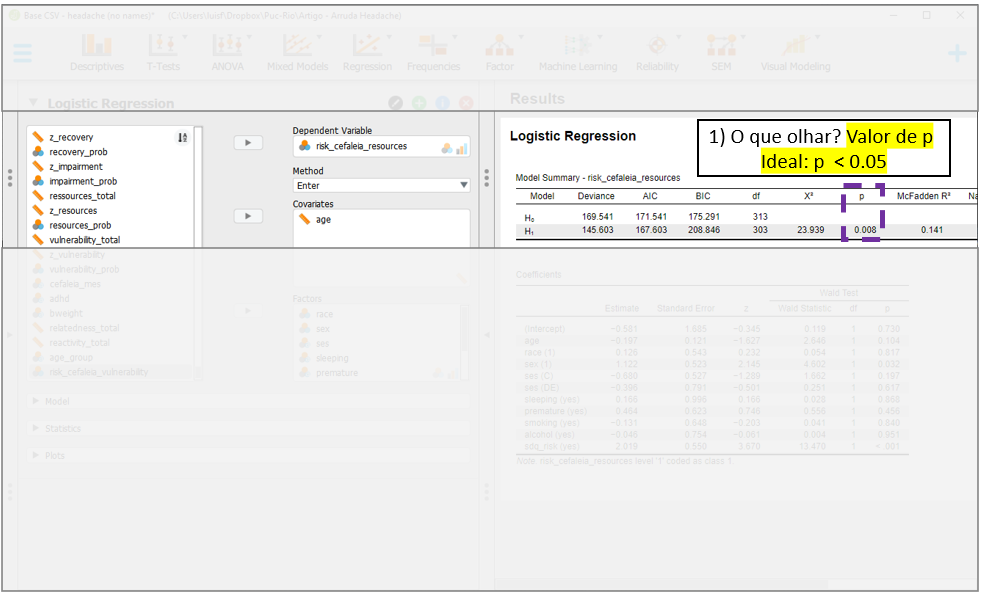 Base CSV - headache (no names)* (C:\Users\luisf\Dropbox\Puc-Rio\Artigo - Arruda Headache)
Descriptives T-Tests ANOVA Mixed Models Regression Frequencies Factor Machine Learning Reliability SEM Visual Modeling
Logistic Regression
z_recovery
recovery_prob
z_impairment
impairment_prob
ressources_total
z_resources
resources_prob
vulnerability_total
z_vulnerability
vulnerability_prob
cefaleia_mea
adhd
bweight
relatedness_total
reactivity_total
age_group
risk_cefaleia_vulnerability
Dependent Variable
risk_cefaleia_resources
Method
Enter
Covariates
age
Factors
race
sex
ses
sleeping
premature
Model
Statistics
Plots
Results
1) O que olhar? Valor de p
Ideal: p < 0.05
Logistic Regression
Model Summary - risk_cefaleia_resources
Model Deviance AIC BIC df X² p McFadden R² Na
H₀ 169.541 171.541 175.291 313
H₁ 145.603 167.603 208.846 303 23.939 0.008 0.141
Coefficients
Wald Test
Estimate Standard Error z Wald Statistic df p
(Intercept) −0.581 1.685 −0.345 0.119 1 0.730
age −0.197 0.121 −1.627 2.646 1 0.104
race (1) 0.126 0.543 0.232 0.054 1 0.817
sex (1) 1.122 0.523 2.145 4.602 1 0.032
ses (C) −0.680 0.527 −1.289 1.662 1 0.197
ses (DE) −0.396 0.791 −0.501 0.251 1 0.617
sleeping (yes) 0.166 0.998 0.166 0.028 1 0.868
premature (yes) 0.464 0.623 0.746 0.556 1 0.456
smoking (yes) −0.131 0.648 −0.203 0.041 1 0.840
alcohol (yes) −0.046 0.754 −0.061 0.004 1 0.951
sdq_risk (yes) 2.019 0.550 3.670 13.470 1 < .001
Note. risk_cefaleia_resources level '1' coded as class 1.